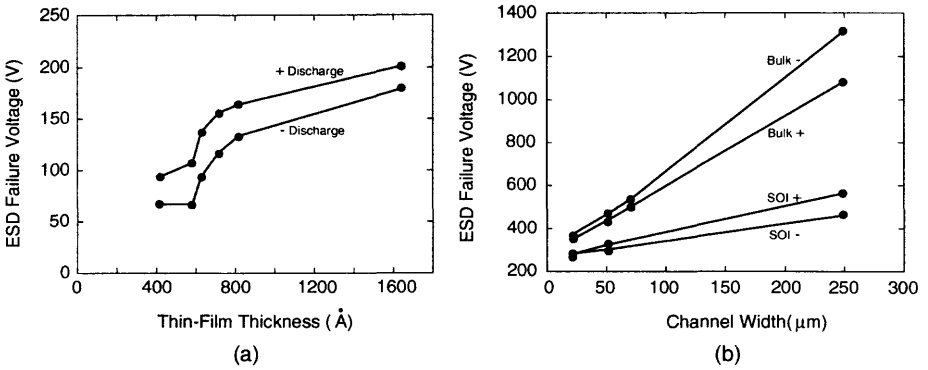 250
200
150
100
50
0
ESD Failure Voltage (V)
+ Discharge
- Discharge
0 400 800 1200 1600
Thin-Film Thickness ( Å)
(a)
1400
1200
1000
800
600
400
200
ESD Failure Voltage (V)
Bulk -
Bulk +
SOI +
SOI -
0 50 100 150 200 250 300
Channel Width(μm)
(b)